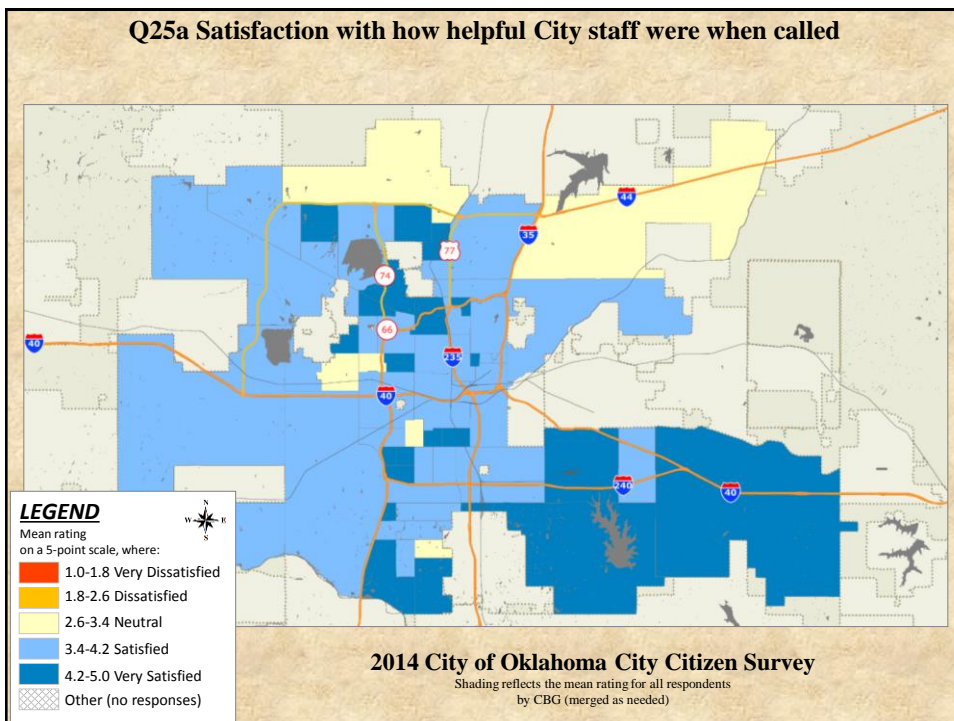 Q25a Satisfaction with how helpful City staff were when called
44
35
77
74
66
40
235
40
240
40
LEGEND
N
W E
S
Mean rating
on a 5-point scale, where:
1.0-1.8 Very Dissatisfied
1.8-2.6 Dissatisfied
2.6-3.4 Neutral
3.4-4.2 Satisfied
4.2-5.0 Very Satisfied
Other (no responses)
2014 City of Oklahoma City Citizen Survey
Shading reflects the mean rating for all respondents
by CBG (merged as needed)